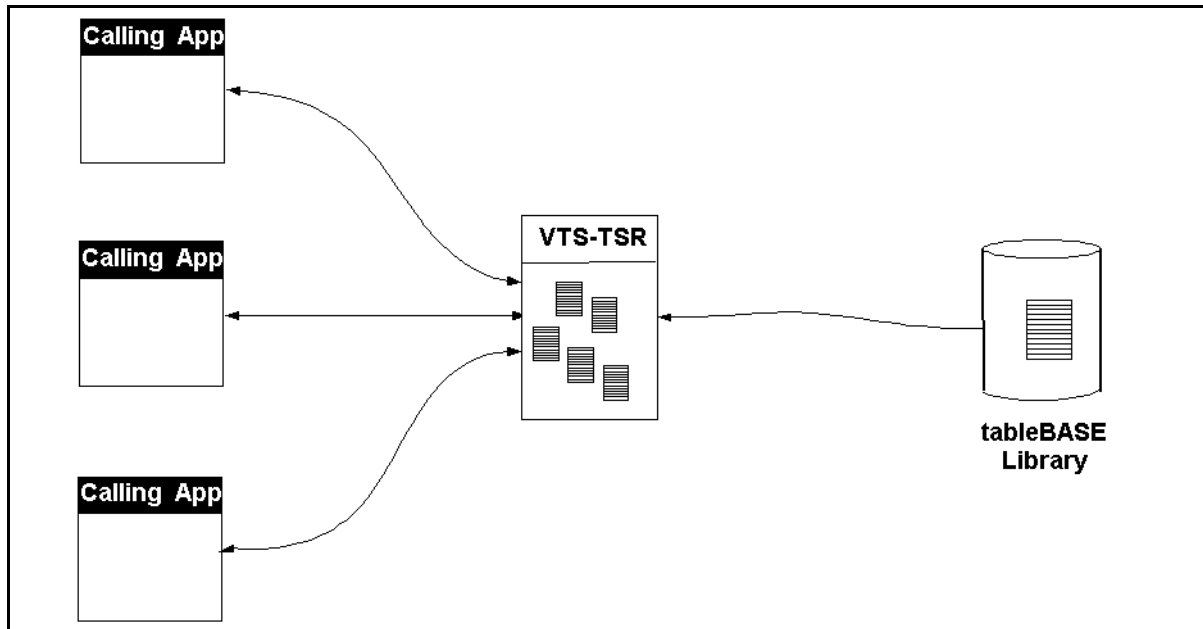 Calling App
Calling App
Calling App
VTS-TSR
tableBASE
Library